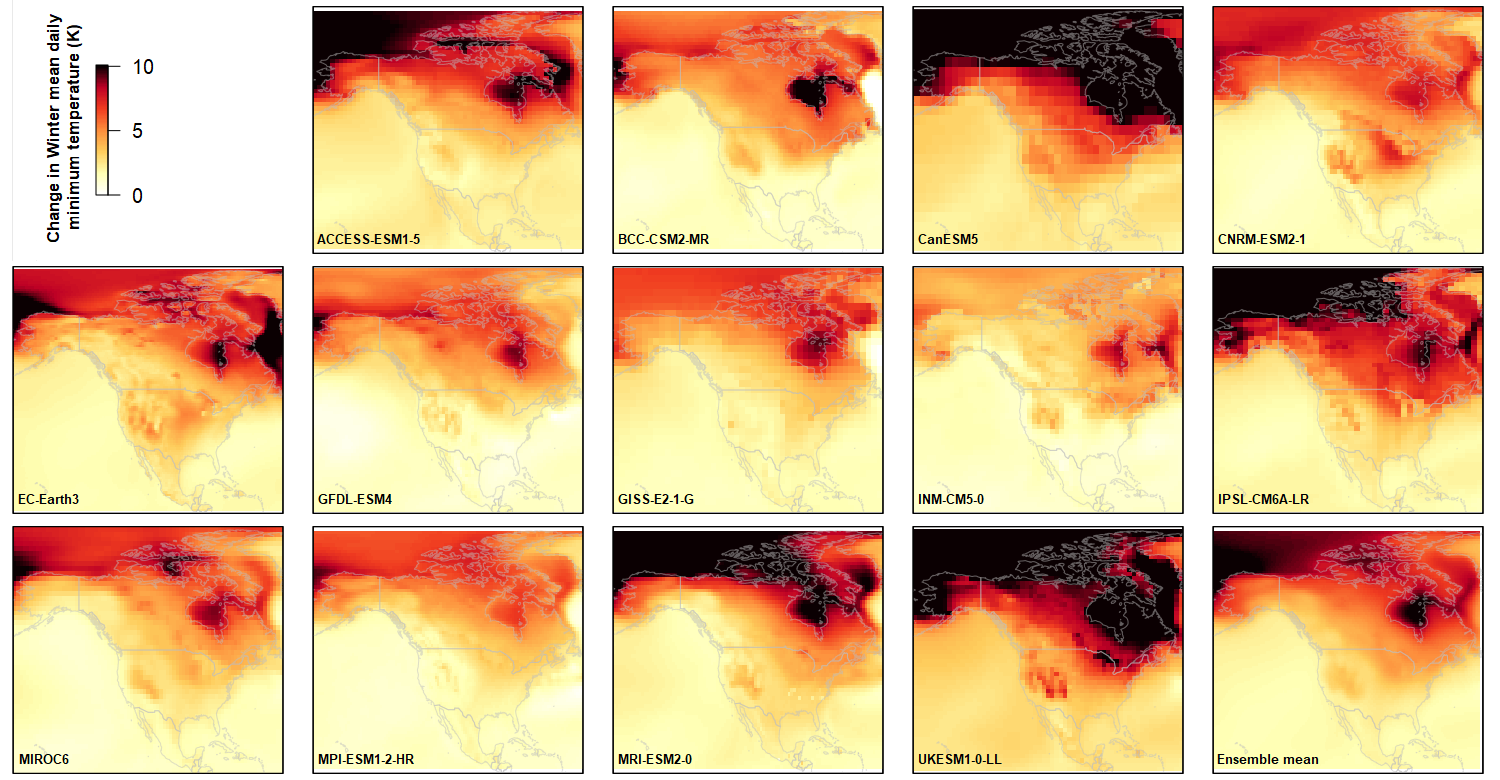 Change in Winter mean daily
minimum temperature (K)
10
5
0
ACCESS-ESM1-5
BCC-CSM2-MR
CanESM5
CNRM-ESM2-1
EC-Earth3
GFDL-ESM4
GISS-E2-1-G
INM-CM5-0
IPSL-CM6A-LR
MIROC6
MPI-ESM1-2-HR
MRI-ESM2-0
UKESM1-0-LL
Ensemble mean